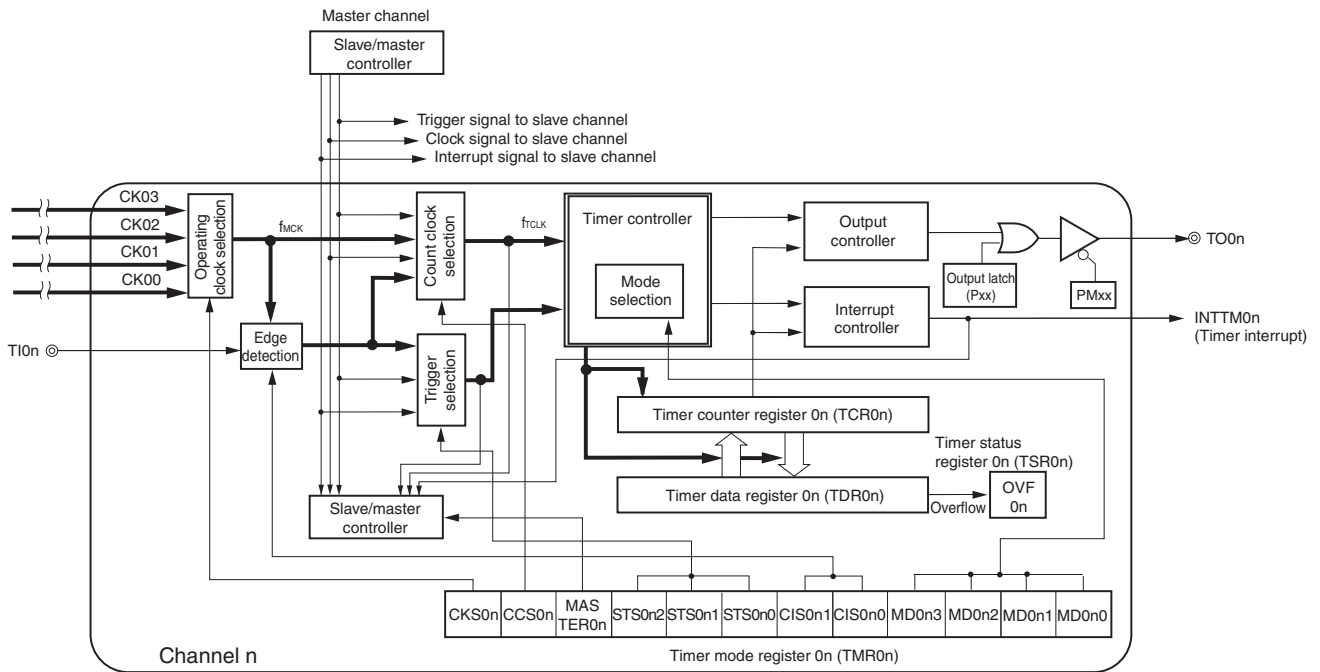 Master channel
Slave/master
controller
Trigger signal to slave channel
Clock signal to slave channel
Interrupt signal to slave channel
CK03
CK02
CK01
CK00
Operating
clock selection
fMCK
Count clock
selection
fTCLK
Timer controller
Mode
selection
Output
controller
Output latch
(Pxx)
PMxx
TO0n
Interrupt
controller
INTTM0n
(Timer interrupt)
TI0n
Edge
detection
Trigger
selection
Timer counter register 0n (TCR0n)
Timer status
register 0n (TSR0n)
Timer data register 0n (TDR0n)
Overflow
OVF
0n
Slave/master
controller
CKS0n CCS0n MAS
TER0n STS0n2 STS0n1 STS0n0 CIS0n1 CIS0n0 MD0n3 MD0n2 MD0n1 MD0n0
Channel n
Timer mode register 0n (TMR0n)